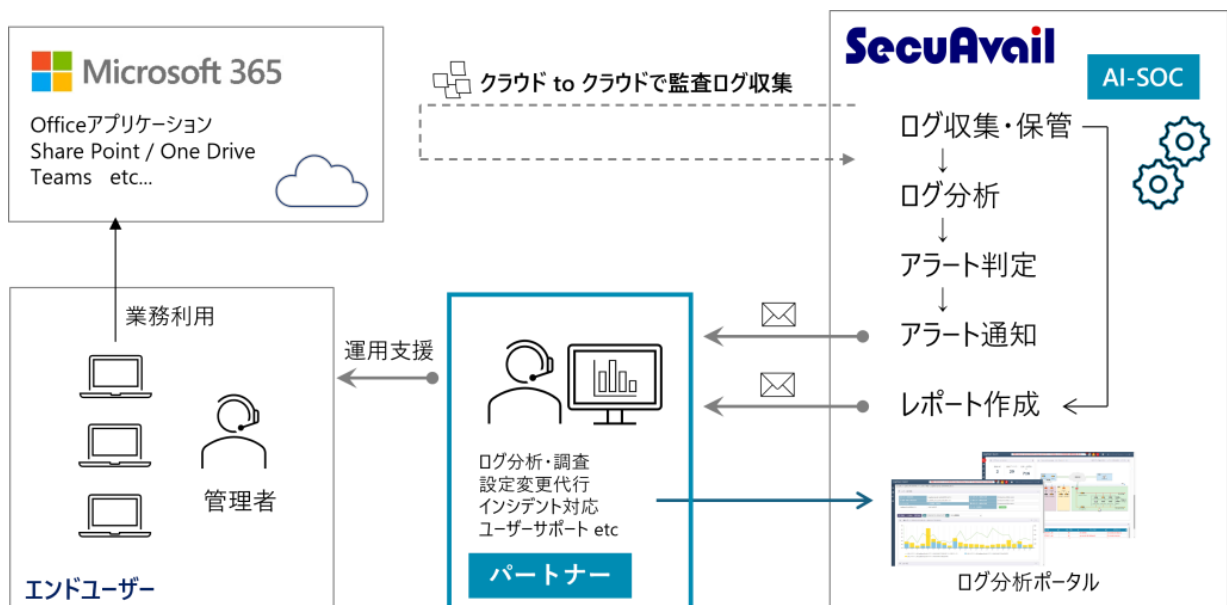 Microsoft 365
Officeアプリケーション
Share Point / One Drive
Teams etc...
クラウド to クラウドで監査ログ収集
SecuAvail
AI-SOC
ログ収集・保管
ログ分析
アラート判定
アラート通知
レポート作成
ログ分析ポータル
業務利用
管理者
エンドユーザー
運用支援
ログ分析・調査
設定変更代行
インシデント対応
ユーザーサポート etc
パートナー